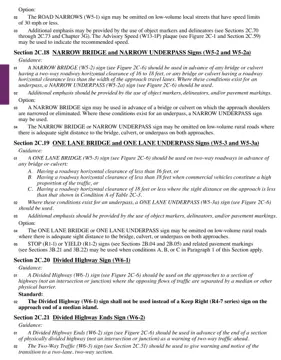 Option:
The ROAD NARROWS (W5-1) sign may be omitted on low-volume local streets that have speed limits
of 30 mph or less.
Additional emphasis may be provided by the use of object markers and delineators (see Sections 2C.70
through 2C.73 and Chapter 3G). The Advisory Speed (W13-1P) plaque (see Figure 2C-1 and Section 2C.59)
may be used to indicate the recommended speed.
Section 2C.18 NARROW BRIDGE and NARROW UNDERPASS Signs (W5-2 and W5-2a)
Guidance:
A NARROW BRIDGE (W5-2) sign (see Figure 2C-6) should be used in advance of any bridge or culvert
having a two-way roadway horizontal clearance of 16 to 18 feet, or any bridge or culvert having a roadway
horizontal clearance less than the width of the approach travel lanes. Where these conditions exist for an
underpass, a NARROW UNDERPASS (W5-2a) sign (see Figure 2C-6) should be used.
Additional emphasis should be provided by the use of object markers, delineators, and/or pavement markings.
Option:
A NARROW BRIDGE sign may be used in advance of a bridge or culvert on which the approach shoulders
are narrowed or eliminated. Where these conditions exist for an underpass, a NARROW UNDERPASS sign
may be used.
The NARROW BRIDGE or NARROW UNDERPASS sign may be omitted on low-volume rural roads where
there is adequate sight distance to the bridge, culvert, or underpass on both approaches.
Section 2C.19 ONE LANE BRIDGE and ONE LANE UNDERPASS Signs (W5-3 and W5-3a)
Guidance:
A ONE LANE BRIDGE (W5-3) sign (see Figure 2C-6) should be used on two-way roadways in advance of
any bridge or culvert:
A. Having a roadway horizontal clearance of less than 16 feet, or
B. Having a roadway horizontal clearance of less than 18 feet when commercial vehicles constitute a high
proportion of the traffic, or
C. Having a roadway horizontal clearance of 18 feet or less where the sight distance on the approach is less
than that shown in Condition A of Table 2C-3.
Where these conditions exist for an underpass, a ONE LANE UNDERPASS (W5-3a) sign (see Figure 2C-6)
should be used.
Additional emphasis should be provided by the use of object markers, delineators, and/or pavement markings.
Option:
The ONE LANE BRIDGE or ONE LANE UNDERPASS sign may be omitted on low-volume rural roads
where there is adequate sight distance to the bridge, culvert, or underpass on both approaches.
STOP (R1-1) or YIELD (R1-2) signs (see Sections 2B.04 and 2B.05) and related pavement markings
(see Sections 3B.21 and 3B.22) may be used when conditions A, B, or C in Paragraph 1 of this Section apply.
Section 2C.20 Divided Highway Sign (W6-1)
Guidance:
A Divided Highway (W6-1) sign (see Figure 2C-6) should be used on the approaches to a section of
highway (not an intersection or junction) where the opposing flows of traffic are separated by a median or other
physical barrier.
Standard:
The Divided Highway (W6-1) sign shall not be used instead of a Keep Right (R4-7 series) sign on the
approach end of a median island.
Section 2C.21 Divided Highway Ends Sign (W6-2)
Guidance:
A Divided Highway Ends (W6-2) sign (see Figure 2C-6) should be used in advance of the end of a section
of physically divided highway (not an intersection or junction) as a warning of two-way traffic ahead.
The Two-Way Traffic (W6-3) sign (see Section 2C.51) should be used to give warning and notice of the
transition to a two-lane, two-way section.